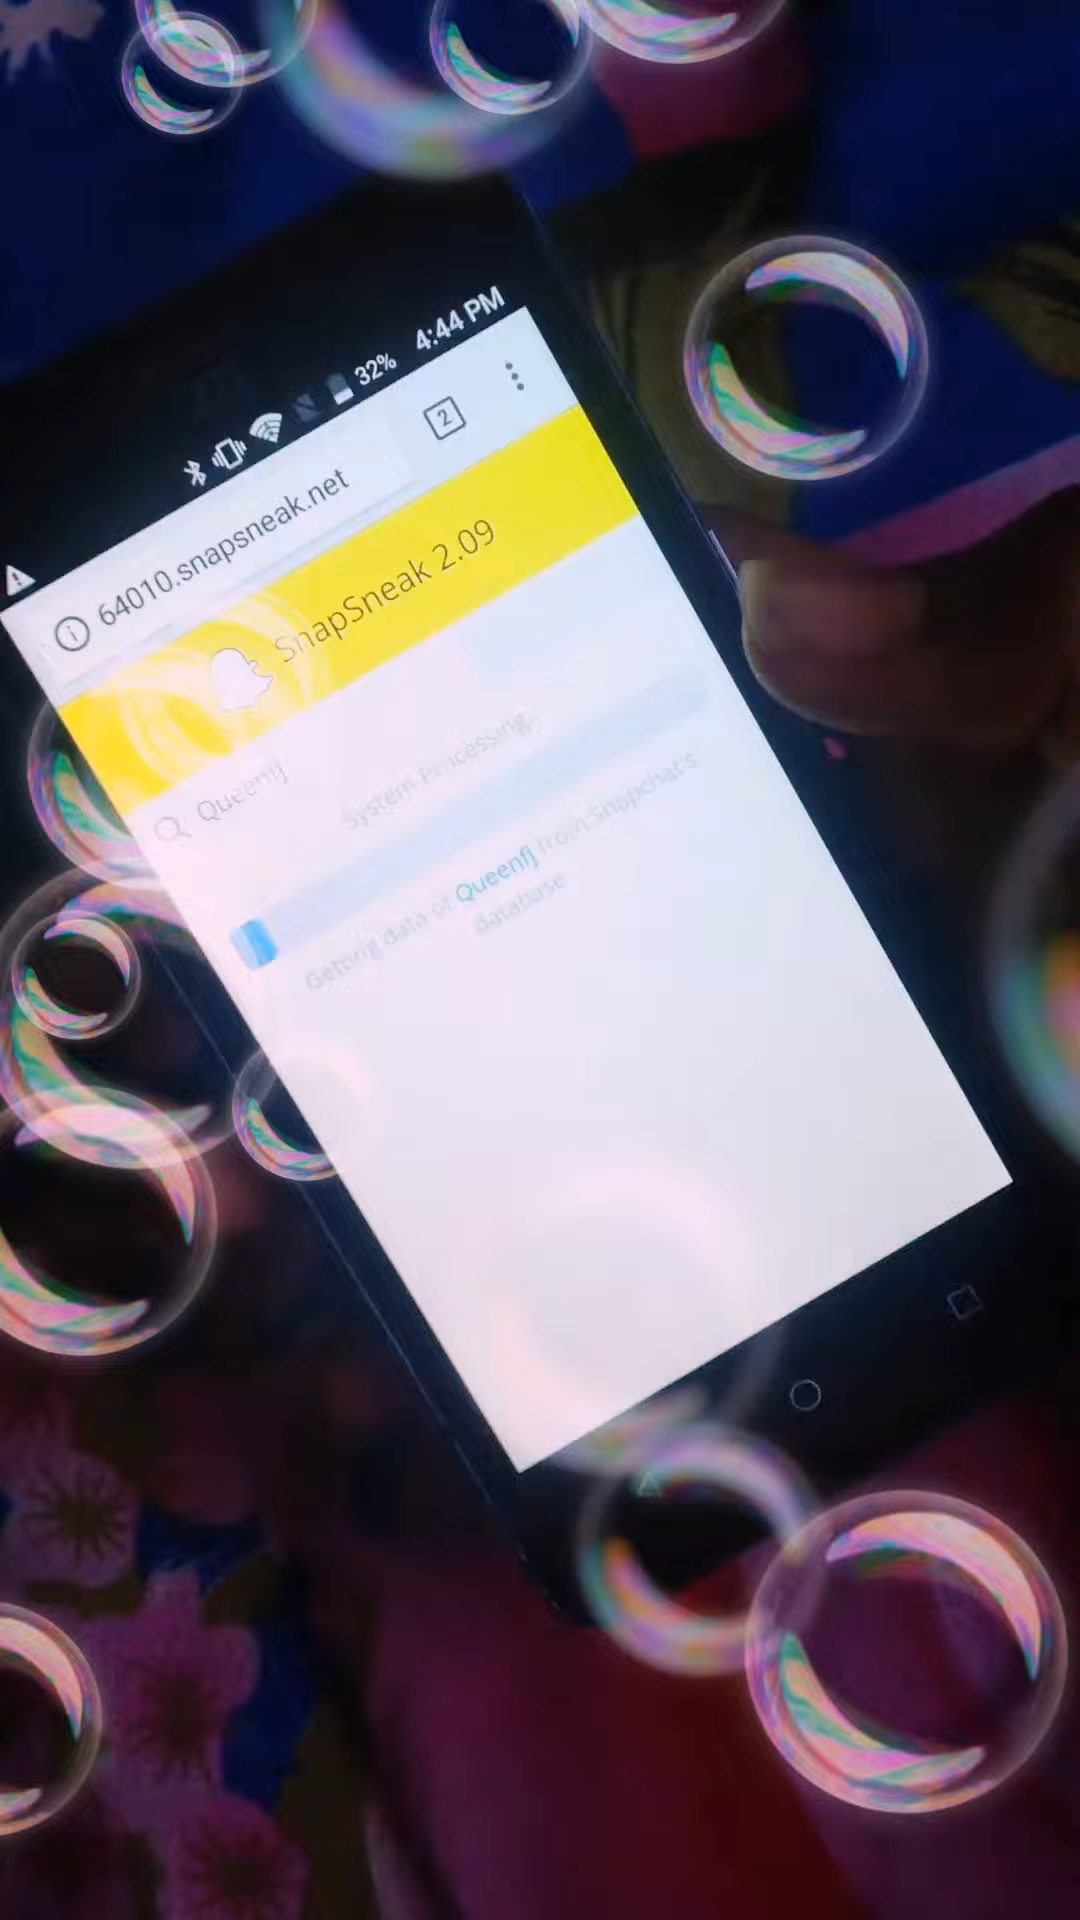 32% 4:44 PM
2
64010.snapsneak.net
SnapSneak 2.09
Queenfj
System Processing..
Getting data of Queenfj from Snapchat's
database